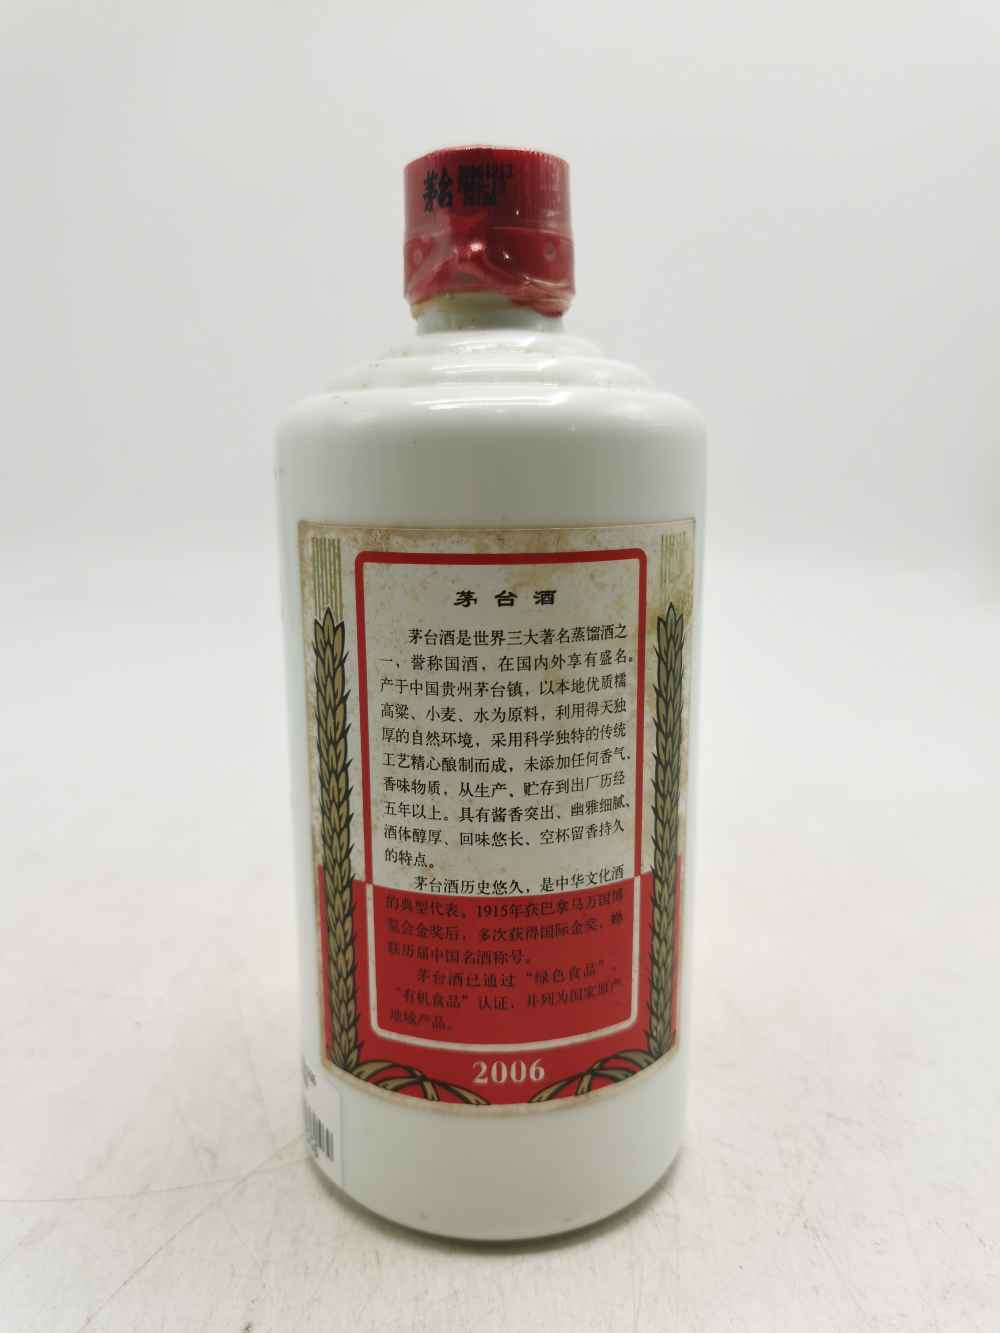 茅台
茅台酒
茅台酒是世界三大著名蒸馏酒之
一，誉称国酒，在国内外享有盛名。
产于中国贵州茅台镇，以本地优质糯
高粱、小麦、水为原料，利用得天独
厚的自然环境，采用科学独特的传统
工艺精心酿制而成，未添加任何香气、
香味物质，从生产、贮存到出厂历经
五年以上。具有酱香突出、幽雅细腻、
酒体醇厚、回味悠长、空杯留香持久
的特点。
茅台酒历史悠久，是中华文化酒
的典型代表。1915年获巴拿马万国博
览会金奖后，多次获得国际金奖，蝉
联历届中国名酒称号。
茅台酒已通过“绿色食品”、
“有机食品”认证，并列为国家原产
地域产品。
2006